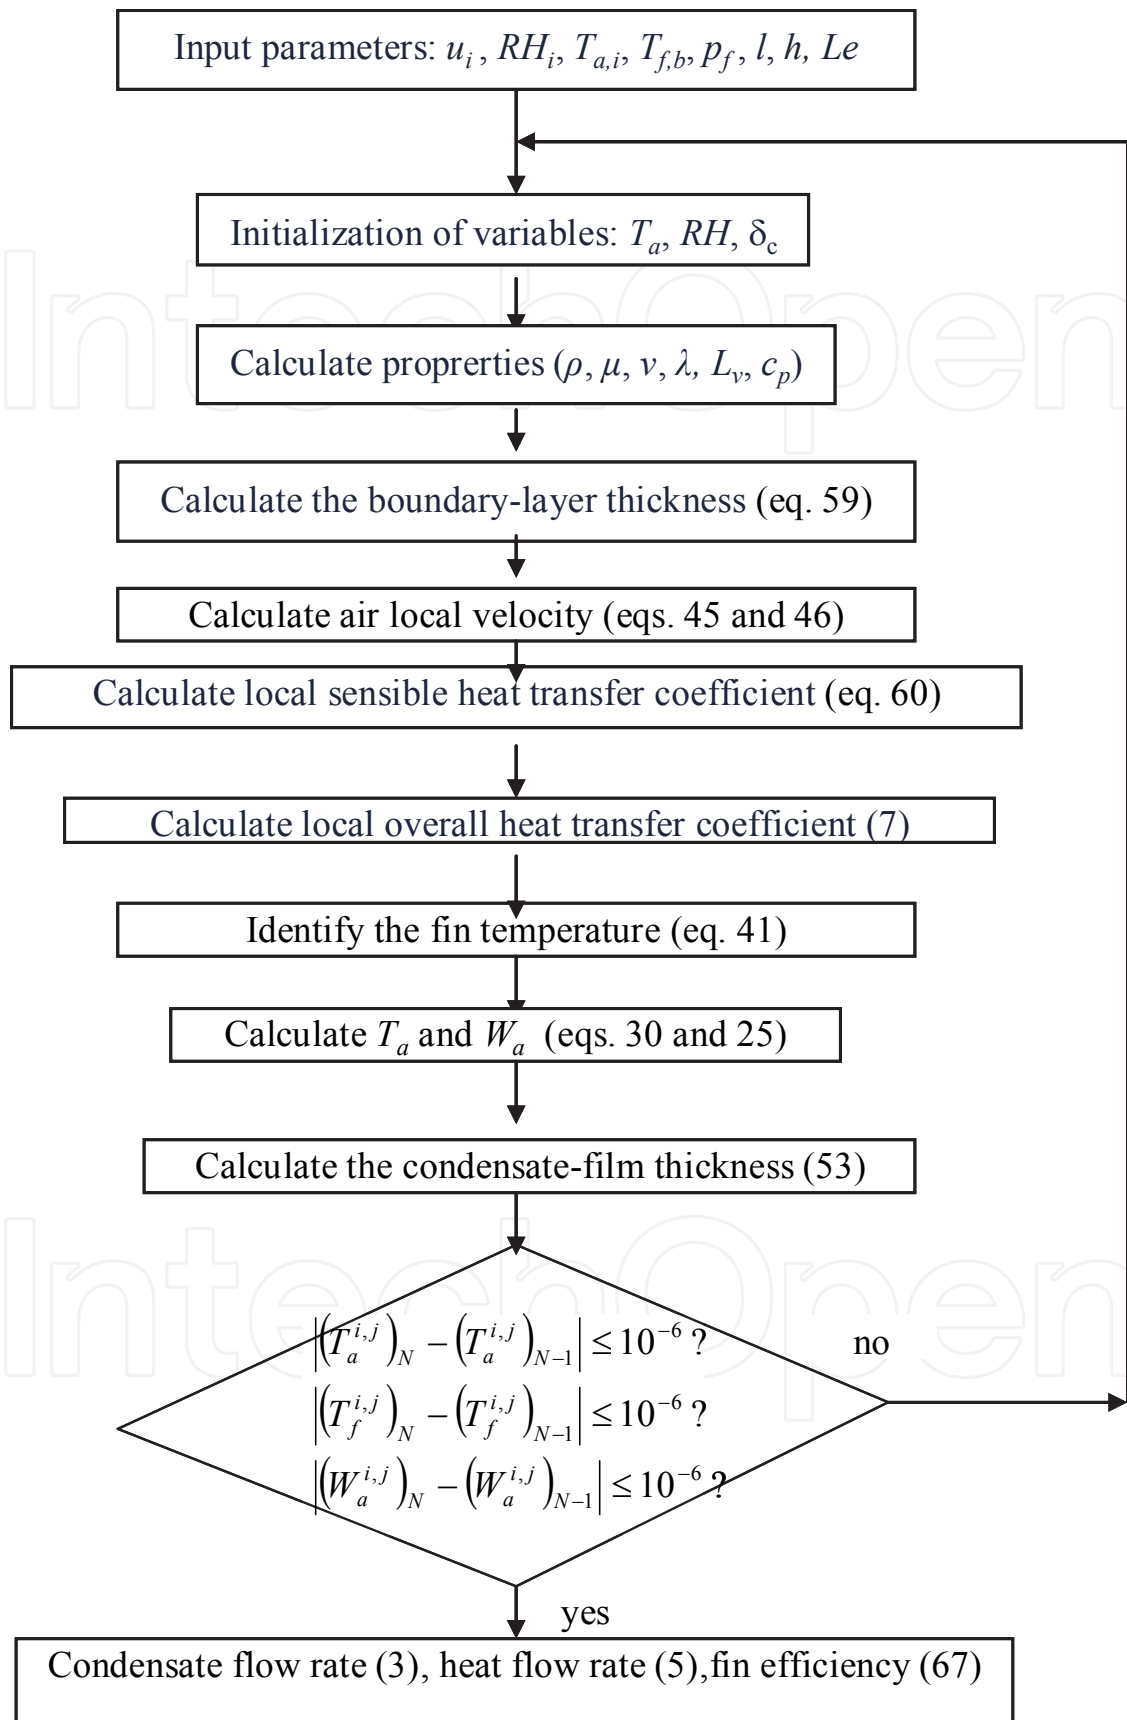 Input parameters: u_i, RH_i, T_{a,i}, T_{f,b}, p_f, l, h, Le
Initialization of variables: T_a, RH, δ_c
IntechOpen
Calculate proprerties (ρ, μ, ν, λ, L_v, c_p)
Calculate the boundary-layer thickness (eq. 59)
Calculate air local velocity (eqs. 45 and 46)
Calculate local sensible heat transfer coefficient (eq. 60)
Calculate local overall heat transfer coefficient (7)
Identify the fin temperature (eq. 41)
Calculate T_a and W_a (eqs. 30 and 25)
Calculate the condensate-film thickness (53)
IntechOpen
|(T_a^{i,j})_N − (T_a^{i,j})_{N−1}| ≤ 10^{−6} ?
no
|(T_f^{i,j})_N − (T_f^{i,j})_{N−1}| ≤ 10^{−6} ?
|(W_a^{i,j})_N − (W_a^{i,j})_{N−1}| ≤ 10^{−6} ?
yes
Condensate flow rate (3), heat flow rate (5),fin efficiency (67)